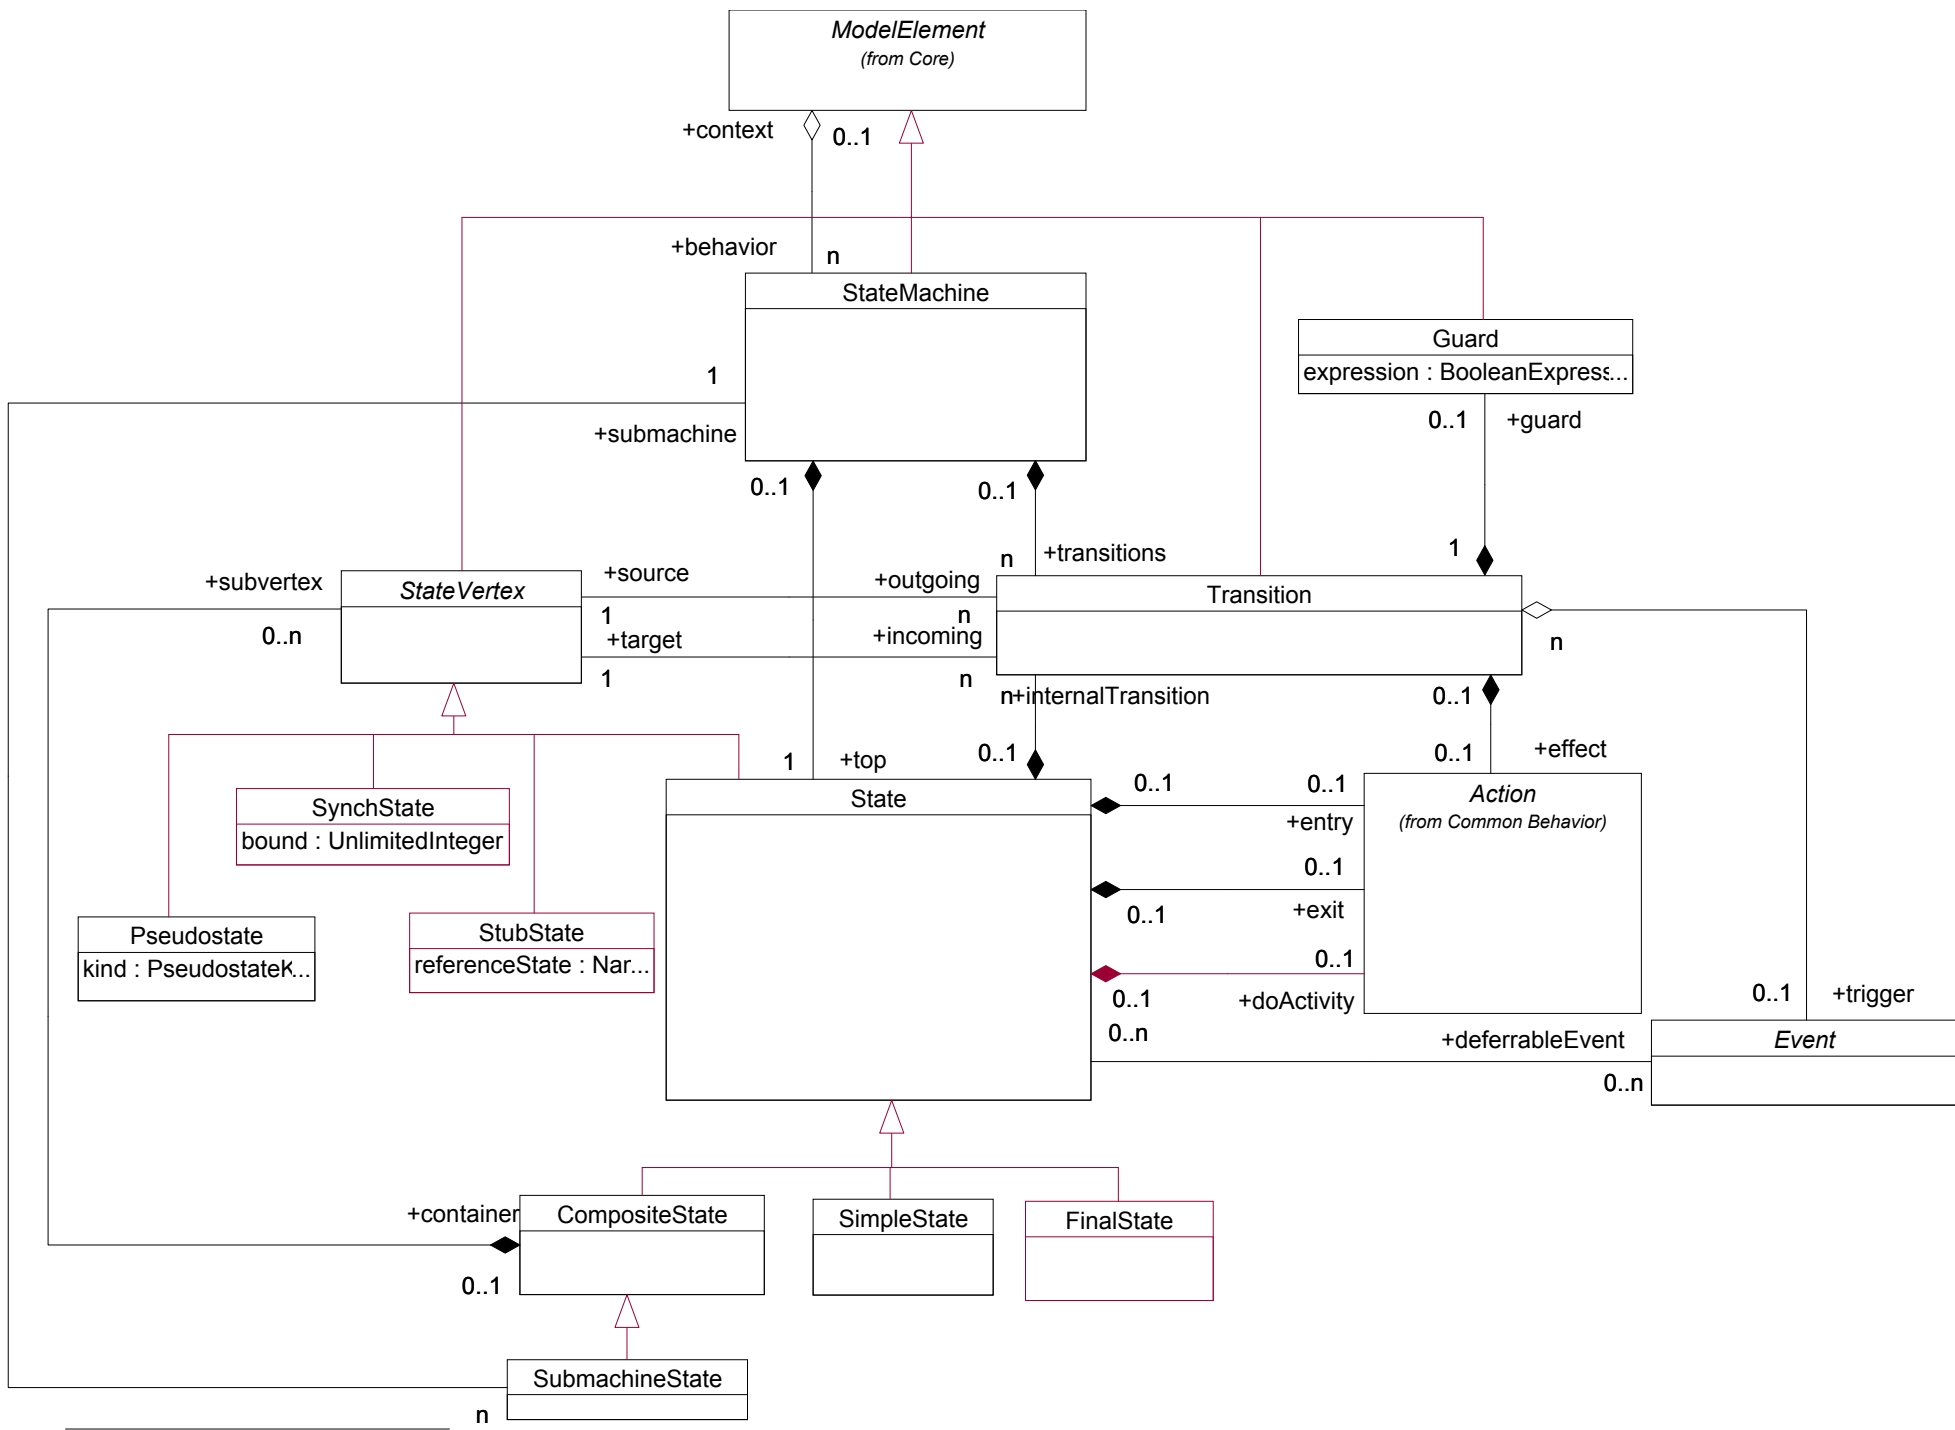 ModelElement
(from Core)
+context
0..1
+behavior
n
StateMachine
Guard
expression : BooleanExpress...
1
+submachine
0..1
+guard
0..1
0..1
n
+transitions
1
+subvertex
0..n
StateVertex
+source
1
+outgoing
n
+target
1
+incoming
n
Transition
n
n
+internalTransition
0..1
0..1
+effect
1
+top
0..1
State
SynchState
bound : UnlimitedInteger
Pseudostate
kind : PseudostateK...
StubState
referenceState : Nar...
0..1
0..1
+entry
0..1
0..1
+exit
0..1
0..1
+doActivity
Action
(from Common Behavior)
0..1
+trigger
0..n
+deferrableEvent
0..n
Event
+container
0..1
CompositeState
SimpleState
FinalState
SubmachineState
n